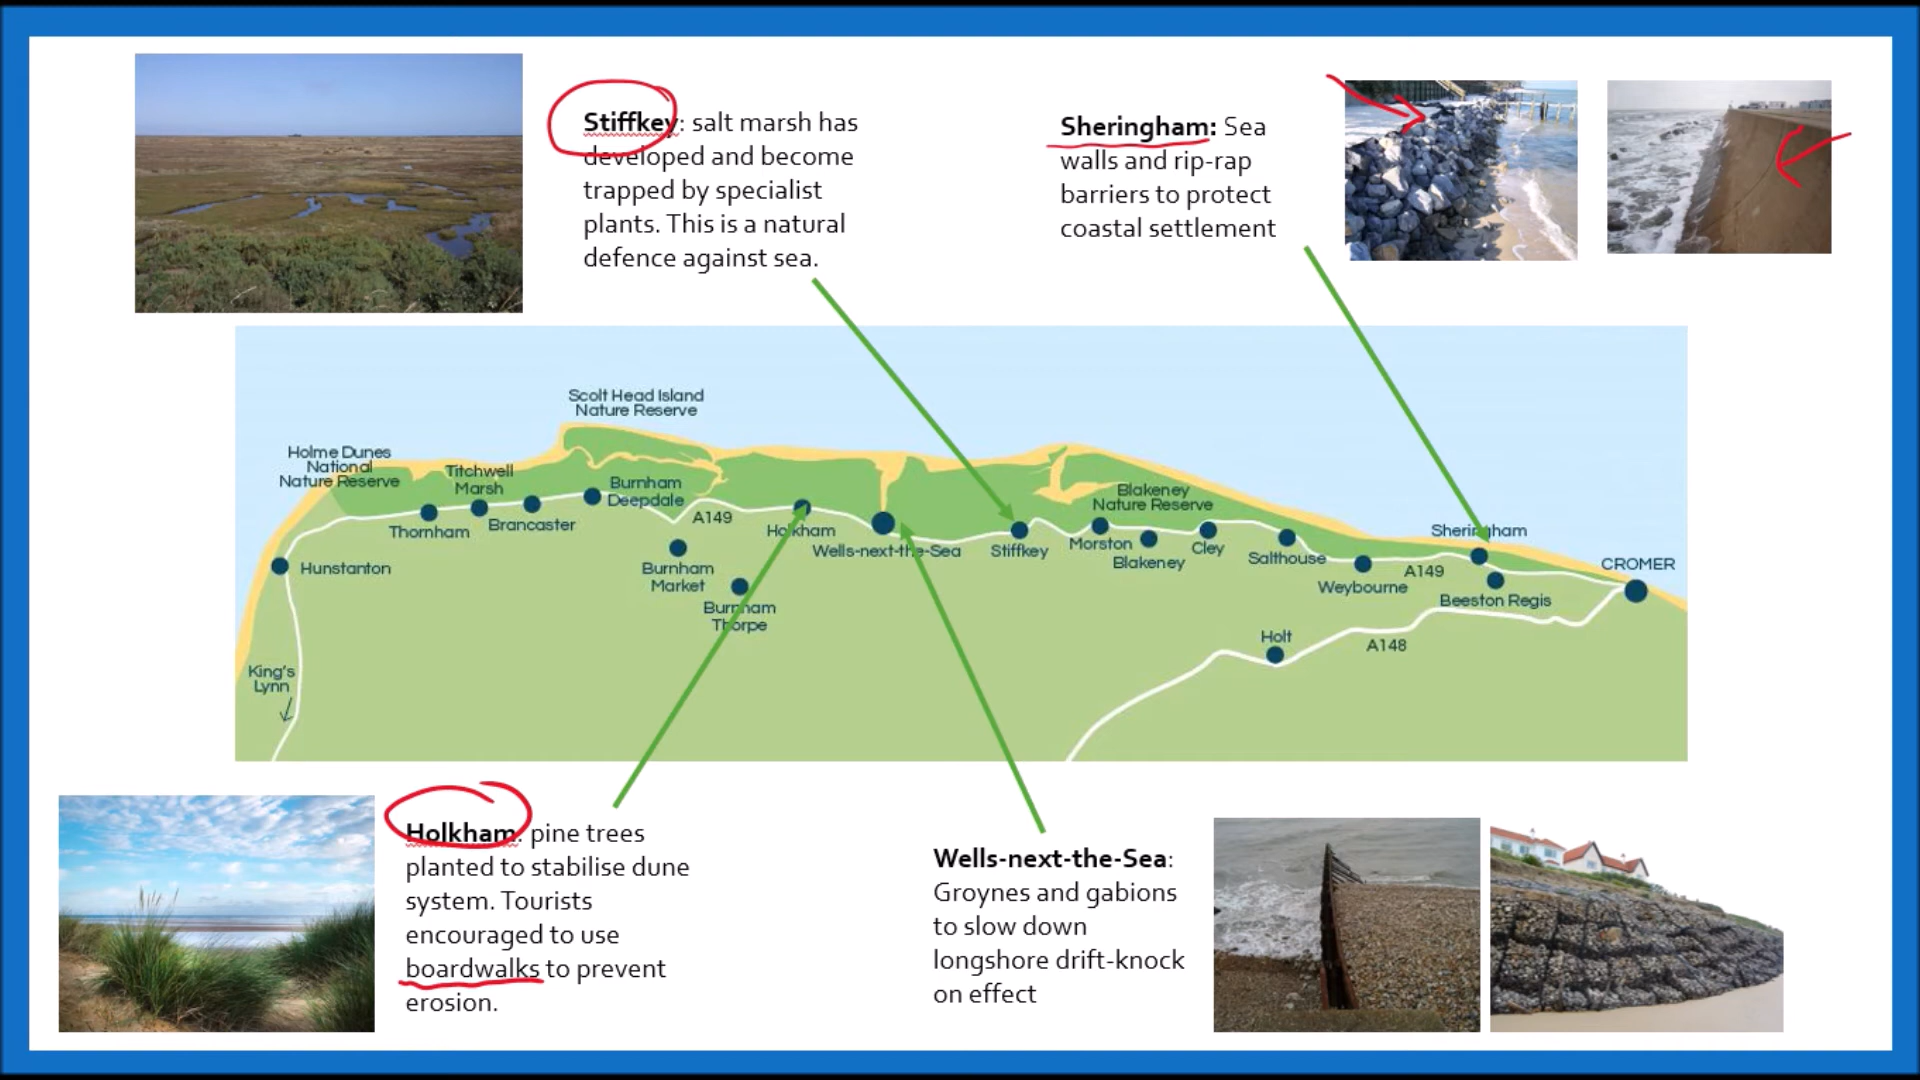 Stiffkey: salt marsh has
developed and become
trapped by specialist
plants. This is a natural
defence against sea.
Sheringham: Sea
walls and rip-rap
barriers to protect
coastal settlement
Scolt Head Island
Nature Reserve
Holme Dunes
National
Nature Reserve
Titchwell
Marsh
Burnham
Deepdale
Thornham
Brancaster
A149
Holkham
Wells-next-the-Sea
Stiffkey
Blakeney
Nature Reserve
Morston
Blakeney
Cley
Salthouse
Weybourne
A149
Sheringham
Beeston Regis
CROMER
Hunstanton
Burnham
Market
Burnham
Thorpe
Holt
A148
King's
Lynn
Holkham: pine trees
planted to stabilise dune
system. Tourists
encouraged to use
boardwalks to prevent
erosion.
Wells-next-the-Sea:
Groynes and gabions
to slow down
longshore drift-knock
on effect